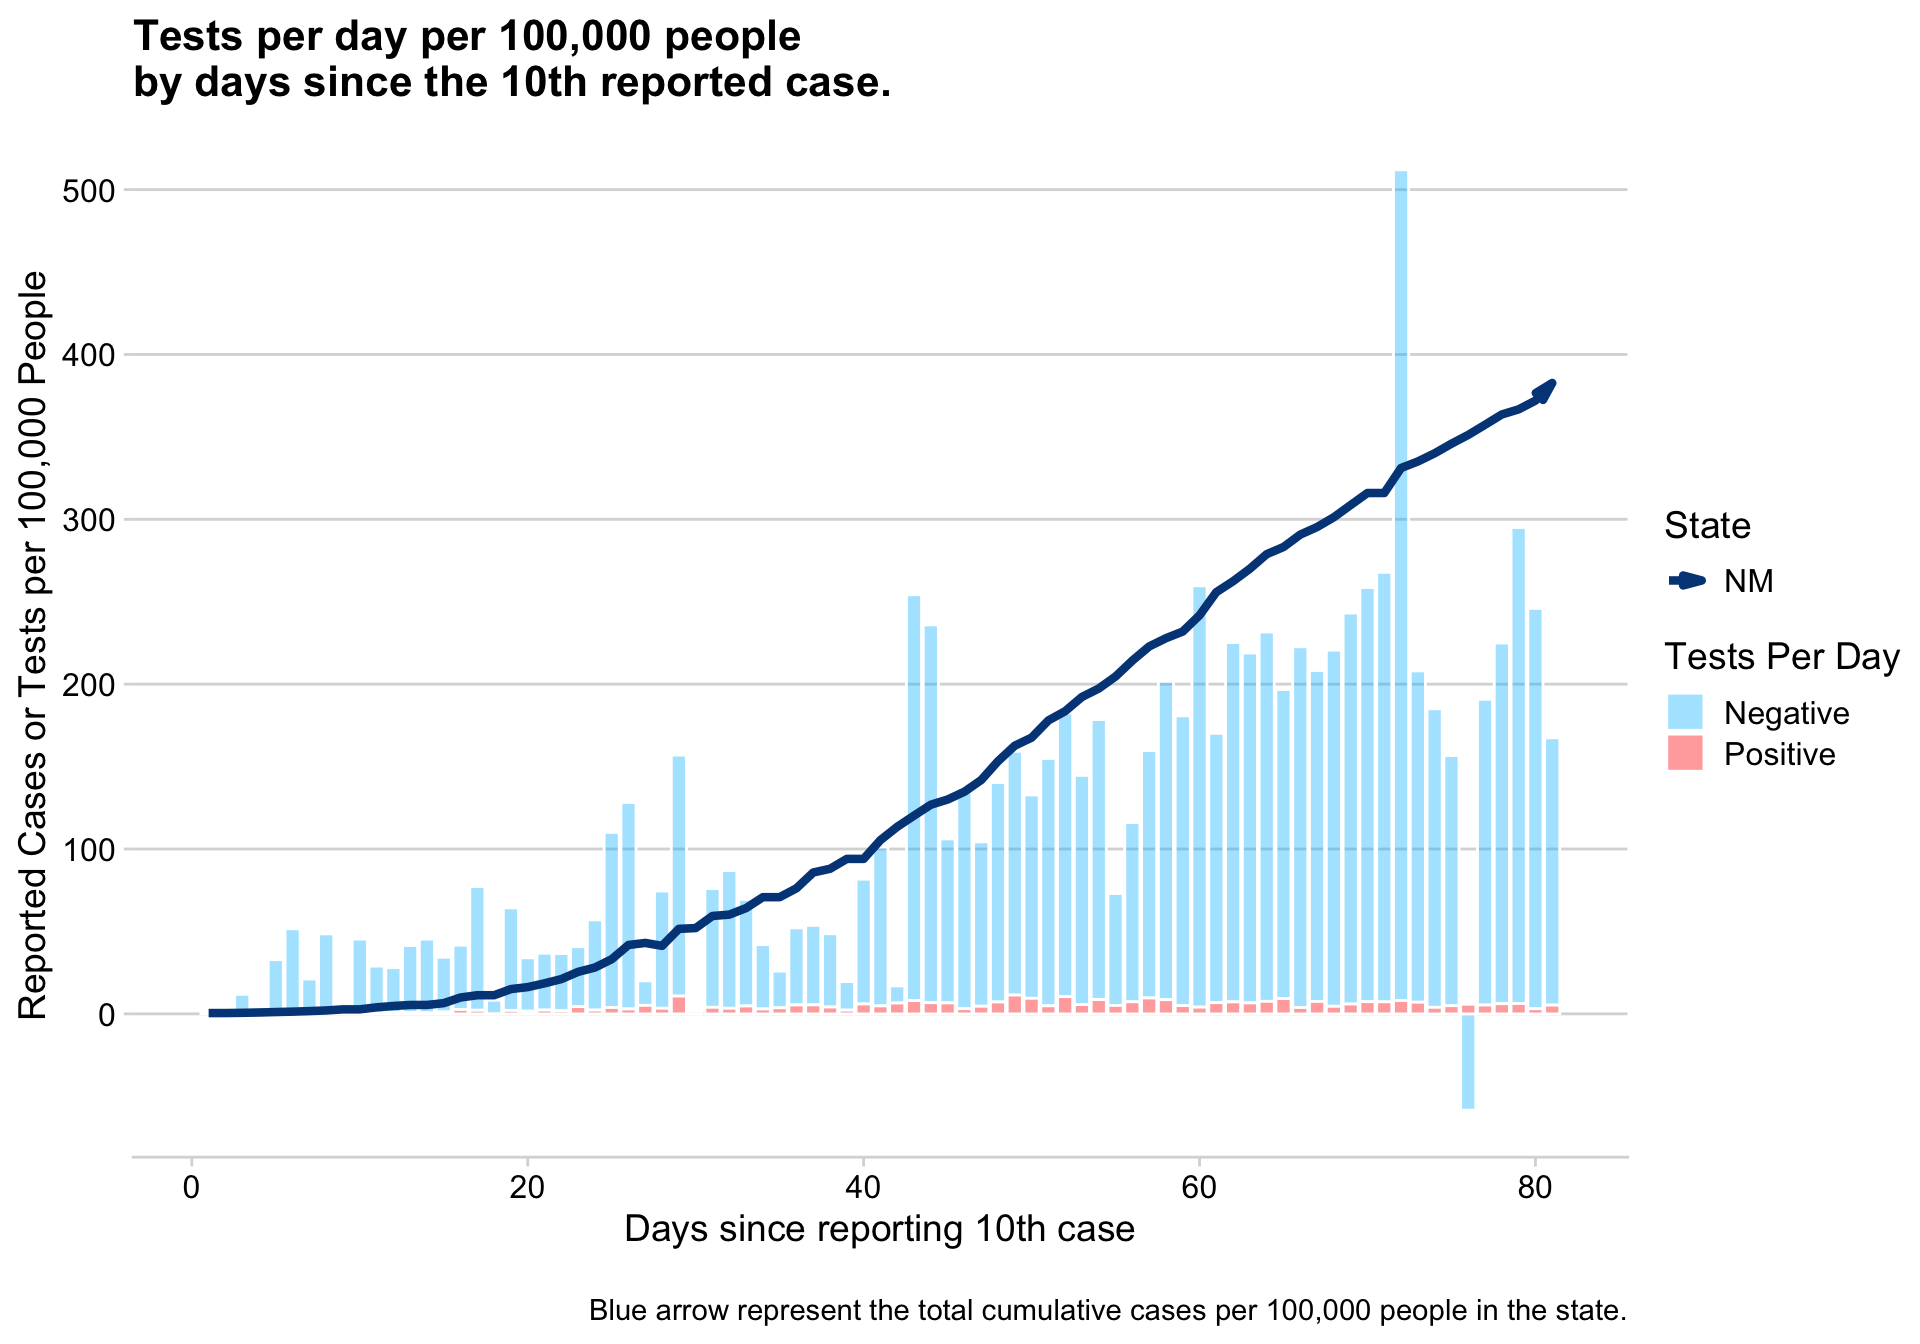 Tests per day per 100,000 people
by days since the 10th reported case.
Reported Cases or Tests per 100,000 People
500
400
300
200
100
0
0
20
40
60
80
Days since reporting 10th case
State
NM
Tests Per Day
Negative
Positive
Blue arrow represent the total cumulative cases per 100,000 people in the state.